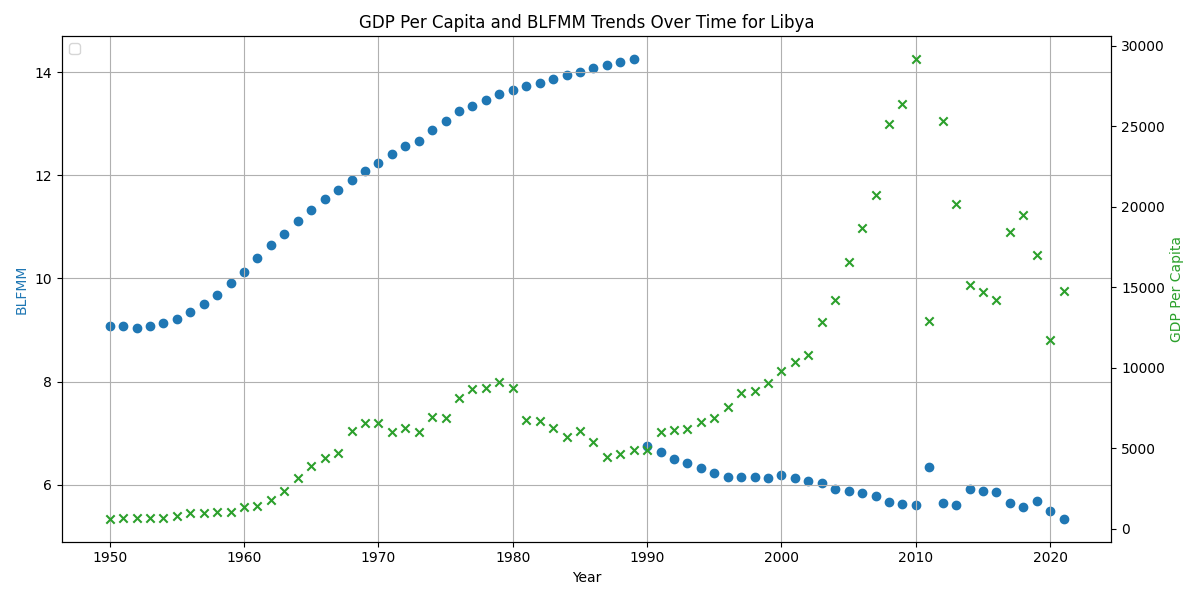 GDP Per Capita and BLFMM Trends Over Time for Libya
14
12
10
8
6
BLFMM
30000
25000
20000
15000
10000
5000
0
GDP Per Capita
1950 1960 1970 1980 1990 2000 2010 2020
Year